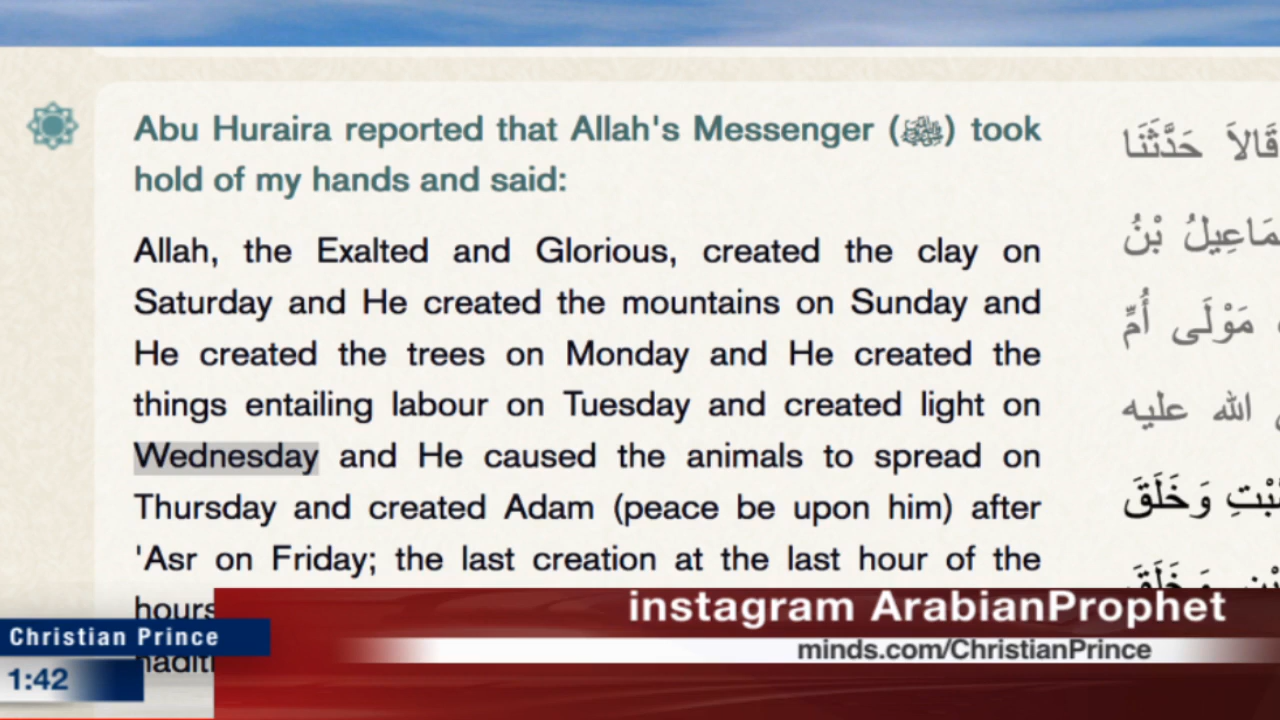 Abu Huraira reported that Allah's Messenger (ﷺ) took
hold of my hands and said:
Allah, the Exalted and Glorious, created the clay on
Saturday and He created the mountains on Sunday and
He created the trees on Monday and He created the
things entailing labour on Tuesday and created light on
Wednesday and He caused the animals to spread on
Thursday and created Adam (peace be upon him) after
'Asr on Friday; the last creation at the last hour of the
hours
قَالاَ حَدَّثَنَا
بْنُ
مَوْلَى أُمِّ
الله عليه
وَخَلَقَ
وَخَلَقَ
instagram ArabianProphet
minds.com/ChristianPrince
Christian Prince
1:42